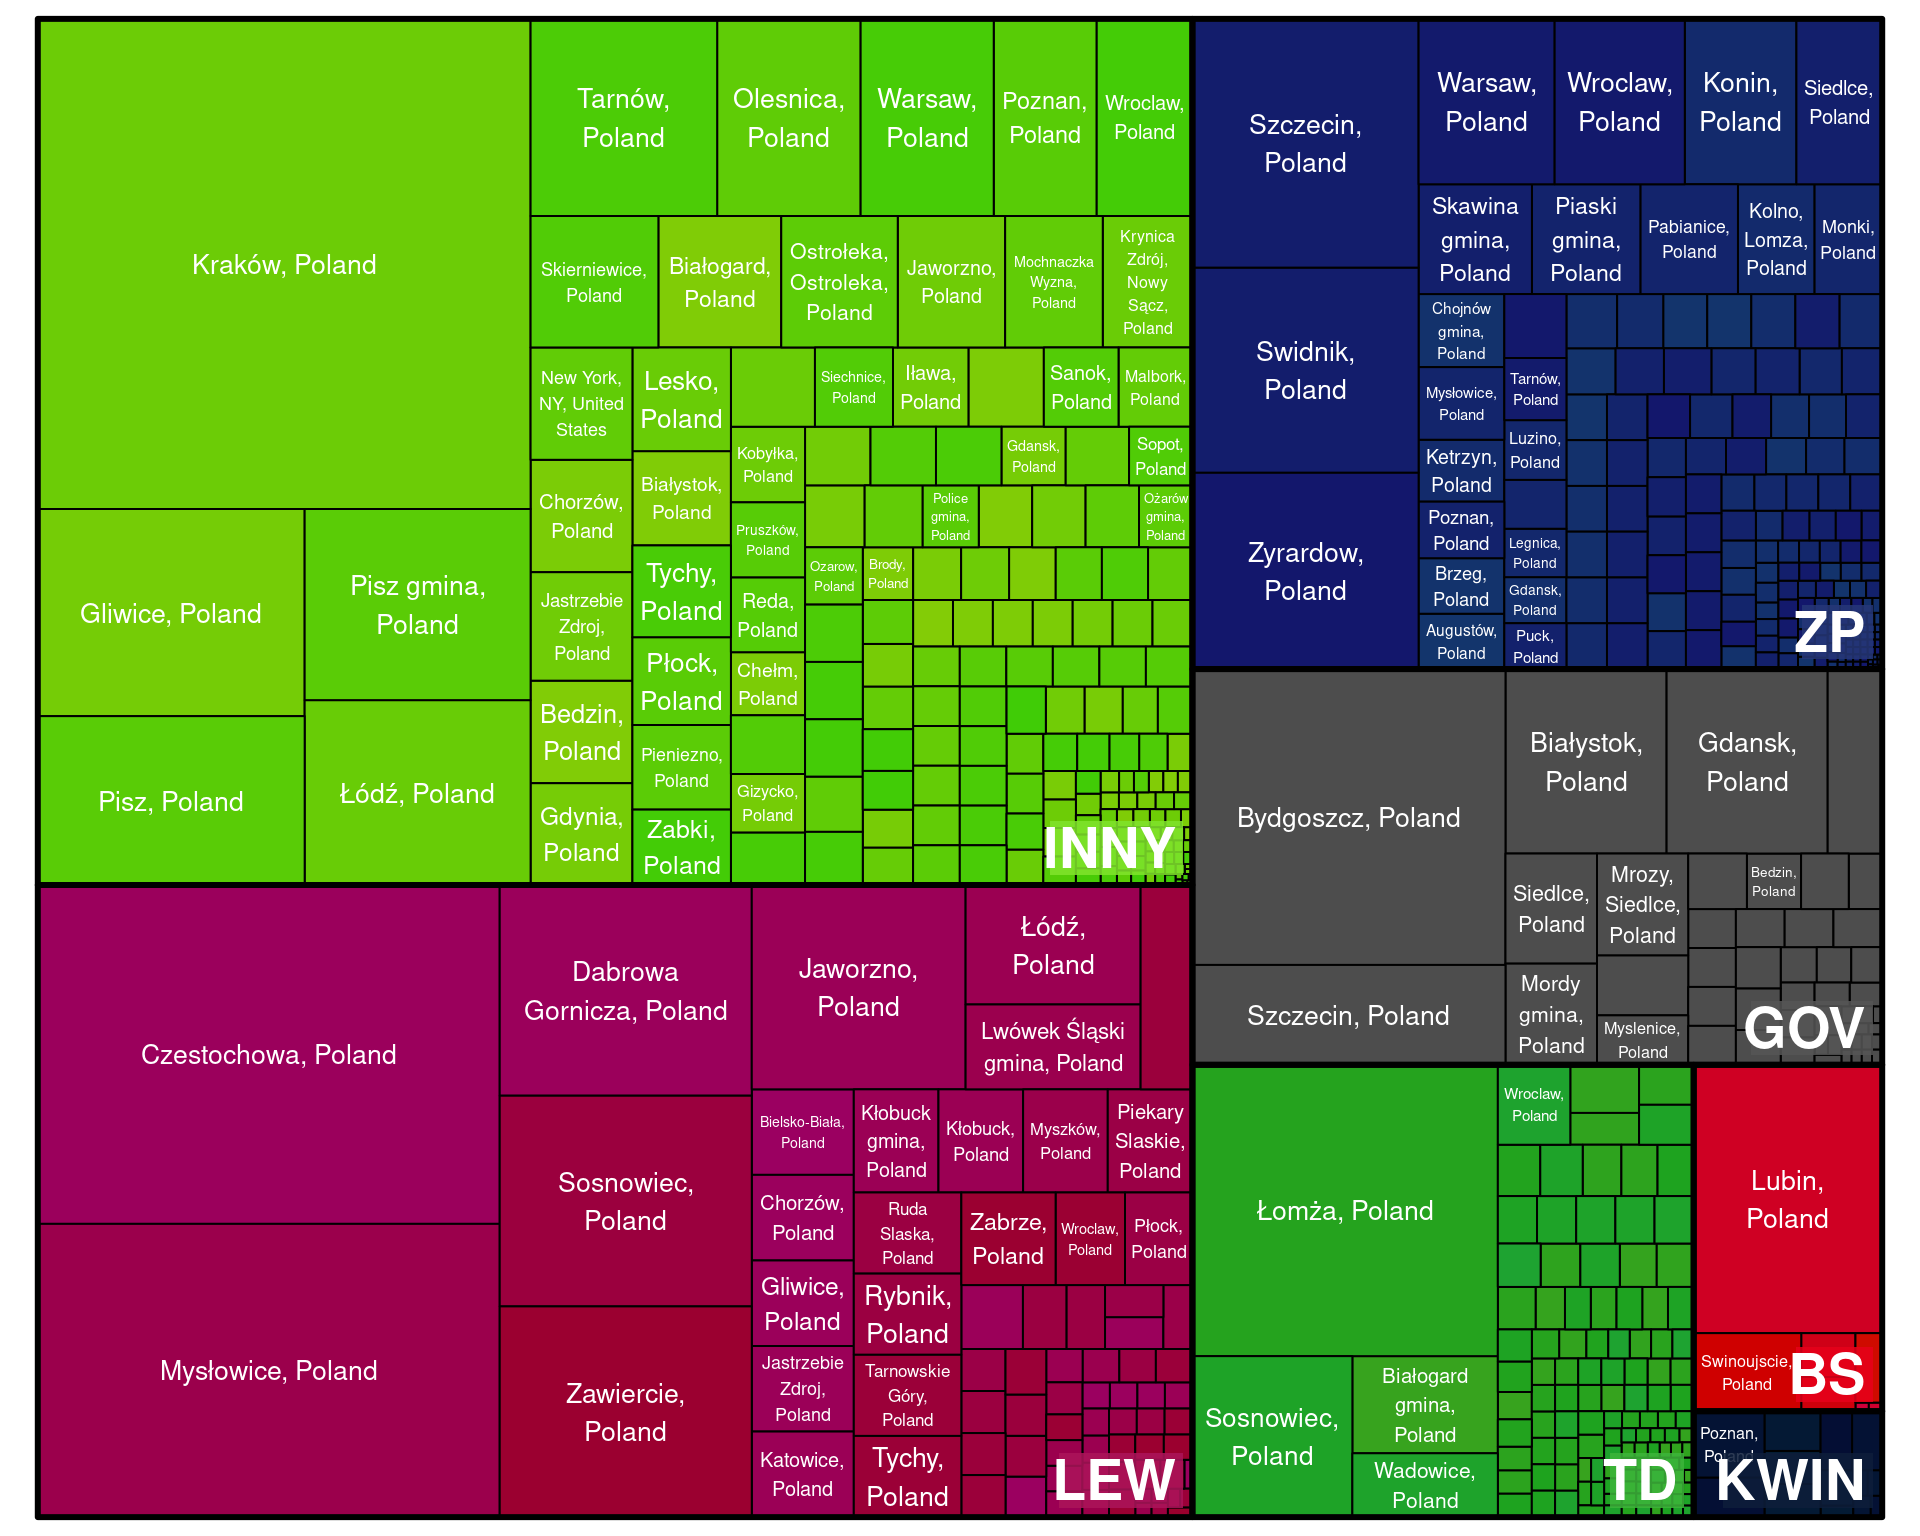 Kraków, Poland
Gliwice, Poland
Pisz, Poland
Pisz gmina,
Poland
Łódź, Poland
Tarnów,
Poland
Olesnica,
Poland
Warsaw,
Poland
Poznan,
Poland
Wroclaw,
Poland
Skierniewice,
Poland
Białogard,
Poland
Ostrołeka,
Ostroleka,
Poland
Jaworzno,
Poland
Mochnaczka
Wyzna,
Poland
Krynica
Zdrój,
Nowy
Sącz,
Poland
New York,
NY, United
States
Chorzów,
Poland
Jastrzebie
Zdroj,
Poland
Bedzin,
Poland
Gdynia,
Poland
Lesko,
Poland
Białystok,
Poland
Tychy,
Poland
Płock,
Poland
Pieniezno,
Poland
Zabki,
Poland
Siechnice,
Poland
Iława,
Poland
Sanok,
Poland
Malbork,
Poland
Kobyłka,
Poland
Pruszków,
Poland
Reda,
Poland
Chełm,
Poland
Gizycko,
Poland
Gdansk,
Poland
Sopot,
Poland
Police
gmina,
Poland
Ożarów
gmina,
Poland
Ozarow,
Poland
Brody,
Poland
INNY
Szczecin,
Poland
Swidnik,
Poland
Zyrardow,
Poland
Warsaw,
Poland
Wroclaw,
Poland
Konin,
Poland
Siedlce,
Poland
Skawina
gmina,
Poland
Piaski
gmina,
Poland
Pabianice,
Poland
Kolno,
Lomza,
Poland
Monki,
Poland
Chojnów
gmina,
Poland
Mysłowice,
Poland
Ketrzyn,
Poland
Poznan,
Poland
Brzeg,
Poland
Augustów,
Poland
Tarnów,
Poland
Luzino,
Poland
Legnica,
Poland
Gdansk,
Poland
Puck,
Poland
ZP
Bydgoszcz, Poland
Szczecin, Poland
Białystok,
Poland
Gdansk,
Poland
Siedlce,
Poland
Mrozy,
Siedlce,
Poland
Bedzin,
Poland
Mordy
gmina,
Poland
Myslenice,
Poland
GOV
Czestochowa, Poland
Mysłowice, Poland
Dabrowa
Gornicza, Poland
Sosnowiec,
Poland
Zawiercie,
Poland
Jaworzno,
Poland
Łódź,
Poland
Lwówek Śląski
gmina, Poland
Bielsko-Biała,
Poland
Chorzów,
Poland
Gliwice,
Poland
Jastrzebie
Zdroj,
Poland
Katowice,
Poland
Kłobuck
gmina,
Poland
Kłobuck,
Poland
Myszków,
Poland
Piekary
Slaskie,
Poland
Ruda
Slaska,
Poland
Rybnik,
Poland
Tarnowskie
Góry,
Poland
Tychy,
Poland
Zabrze,
Poland
Wroclaw,
Poland
Płock,
Poland
LEW
Łomża, Poland
Sosnowiec,
Poland
Białogard
gmina,
Poland
Wadowice,
Poland
Wroclaw,
Poland
TD
Lubin,
Poland
Swinoujscie,
Poland
BS
Poznan,
Poland
KWIN